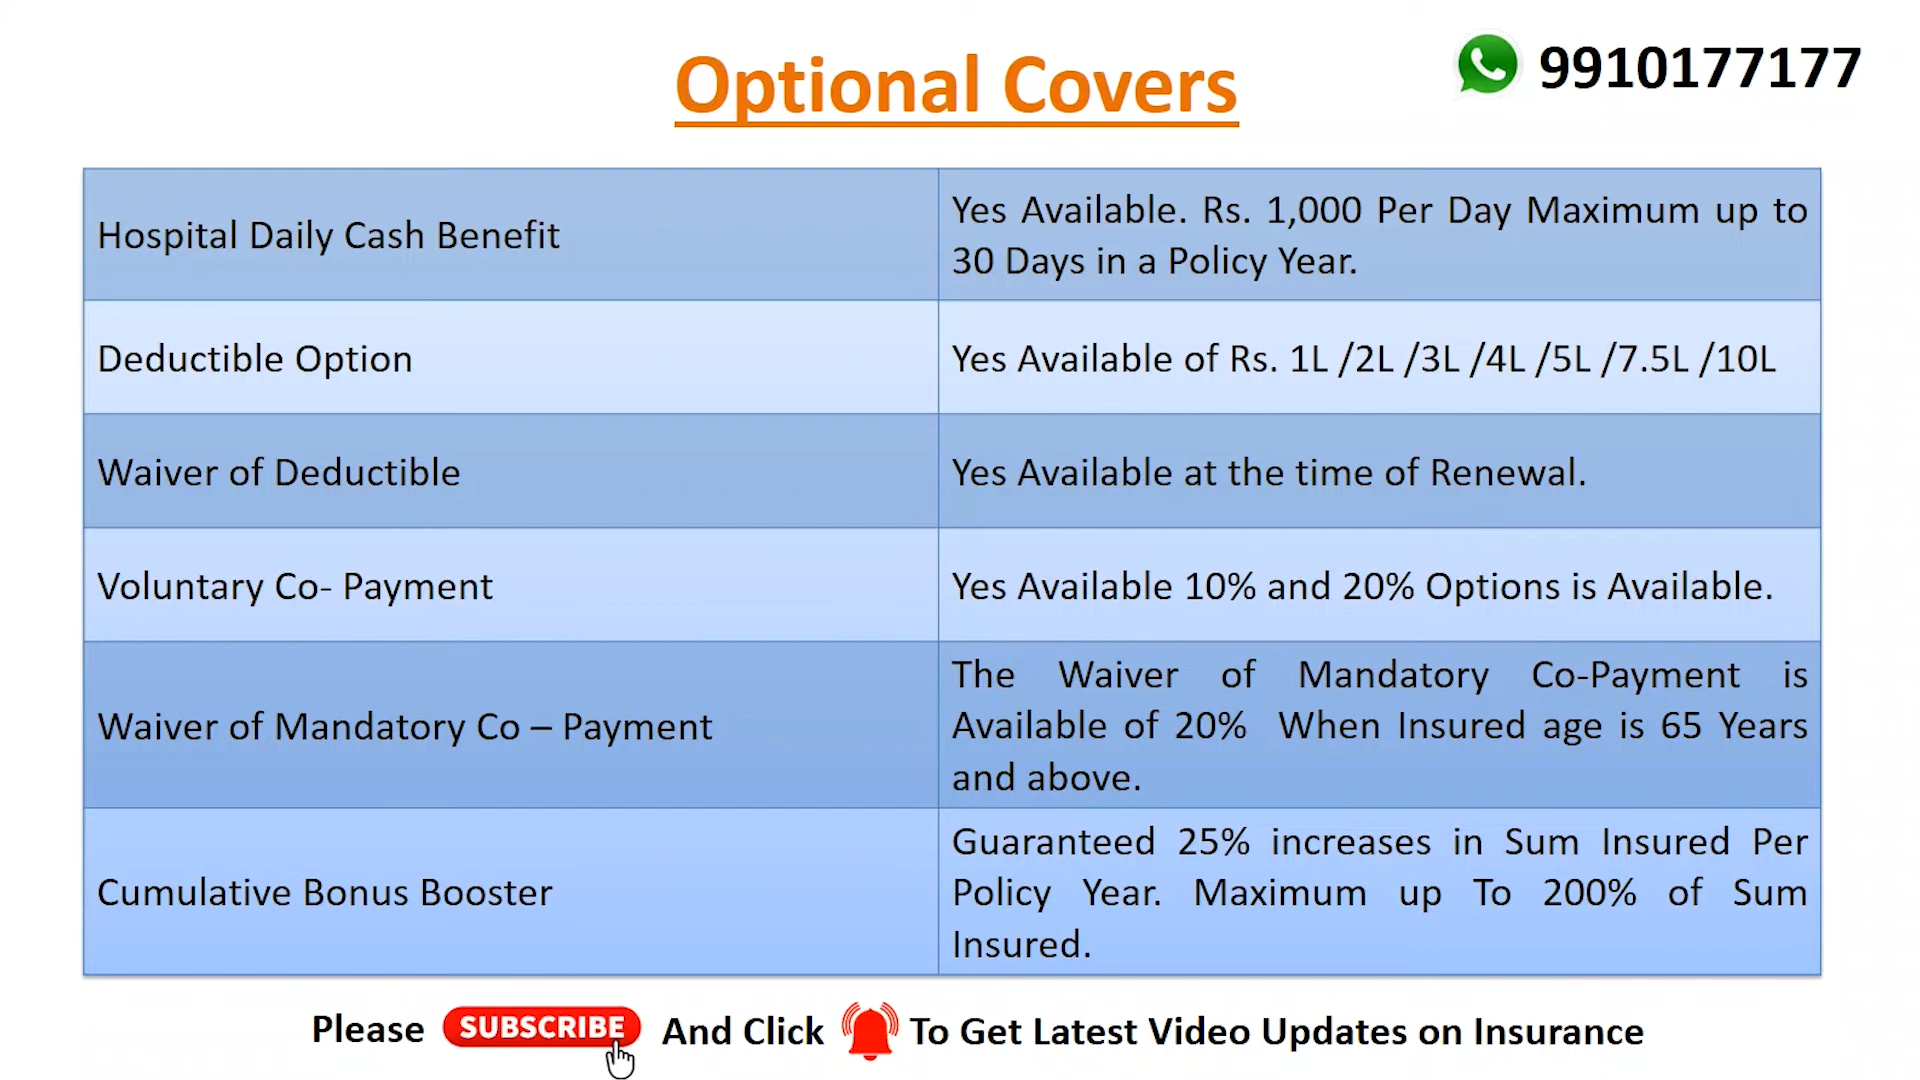 Optional Covers
9910177177
Hospital Daily Cash Benefit
Yes Available. Rs. 1,000 Per Day Maximum up to
30 Days in a Policy Year.
Deductible Option
Yes Available of Rs. 1L /2L /3L /4L /5L /7.5L /10L
Waiver of Deductible
Yes Available at the time of Renewal.
Voluntary Co- Payment
Yes Available 10% and 20% Options is Available.
Waiver of Mandatory Co – Payment
The Waiver of Mandatory Co-Payment is
Available of 20% When Insured age is 65 Years
and above.
Cumulative Bonus Booster
Guaranteed 25% increases in Sum Insured Per
Policy Year. Maximum up To 200% of Sum
Insured.
Please SUBSCRIBE And Click To Get Latest Video Updates on Insurance